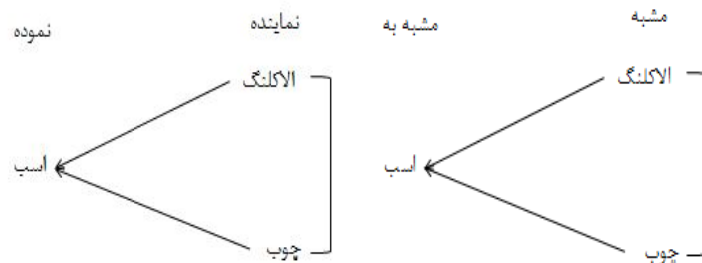 مشبه مشبه به نماینده نموده
الاکلنگ الاکلنگ
اسب اسب
چوب چوب